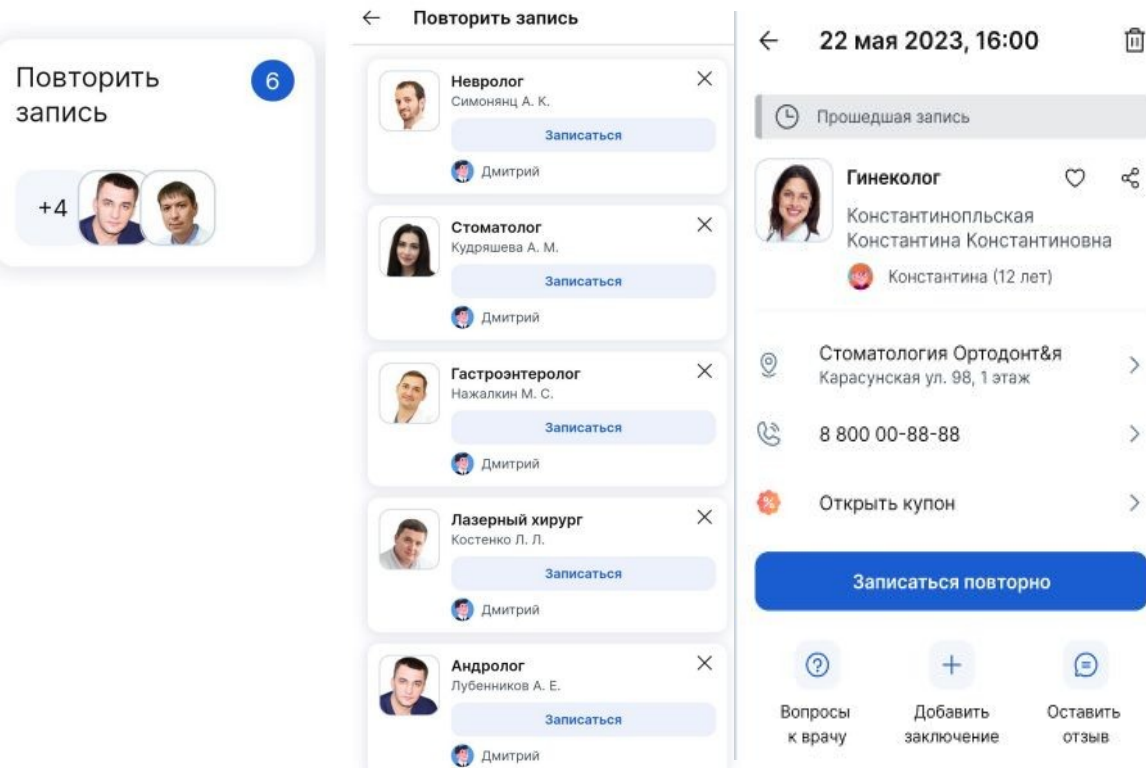 Повторить
запись
6
+4
Повторить запись
Невролог
Симонянц А. К.
Записаться
Дмитрий
Стоматолог
Кудряшева А. М.
Записаться
Дмитрий
Гастроэнтеролог
Нажалкин М. С.
Записаться
Дмитрий
Лазерный хирург
Костенко Л. Л.
Записаться
Дмитрий
Андролог
Лубенников А. Е.
Записаться
Дмитрий
22 мая 2023, 16:00
Прошедшая запись
Гинеколог
Константинопльская
Константина Константиновна
Константина (12 лет)
Стоматология Ортодонт&я
Карасунская ул. 98, 1 этаж
8 800 00-88-88
Открыть купон
Записаться повторно
Вопросы
к врачу
Добавить
заключение
Оставить
отзыв